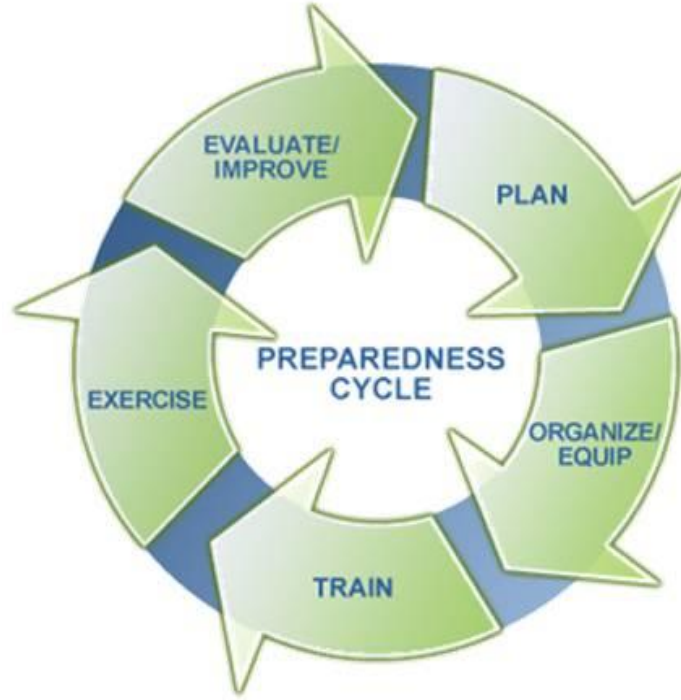 PREPAREDNESS
CYCLE
PLAN
ORGANIZE/
EQUIP
TRAIN
EXERCISE
EVALUATE/
IMPROVE